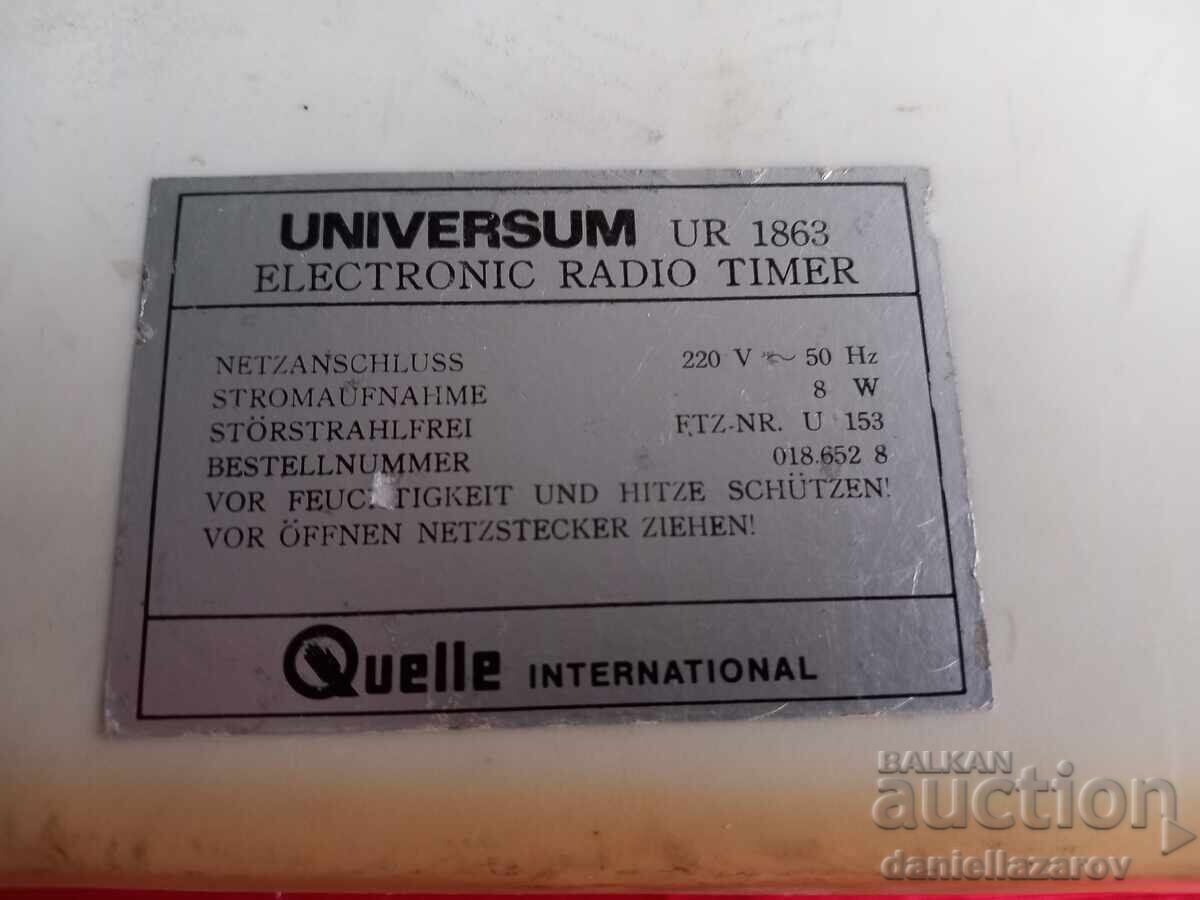 UNIVERSUM UR 1863
ELECTRONIC RADIO TIMER
NETZANSCHLUSS 220 V ~ 50 Hz
STROMAUFNAHME 8 W
STÖRSTRAHLFREI FTZ-NR. U 153
BESTELLNUMMER 018.652 8
VOR FEUCHTIGKEIT UND HITZE SCHÜTZEN!
VOR ÖFFNEN NETZSTECKER ZIEHEN!
Quelle INTERNATIONAL
BALKAN
auction
daniellazarov